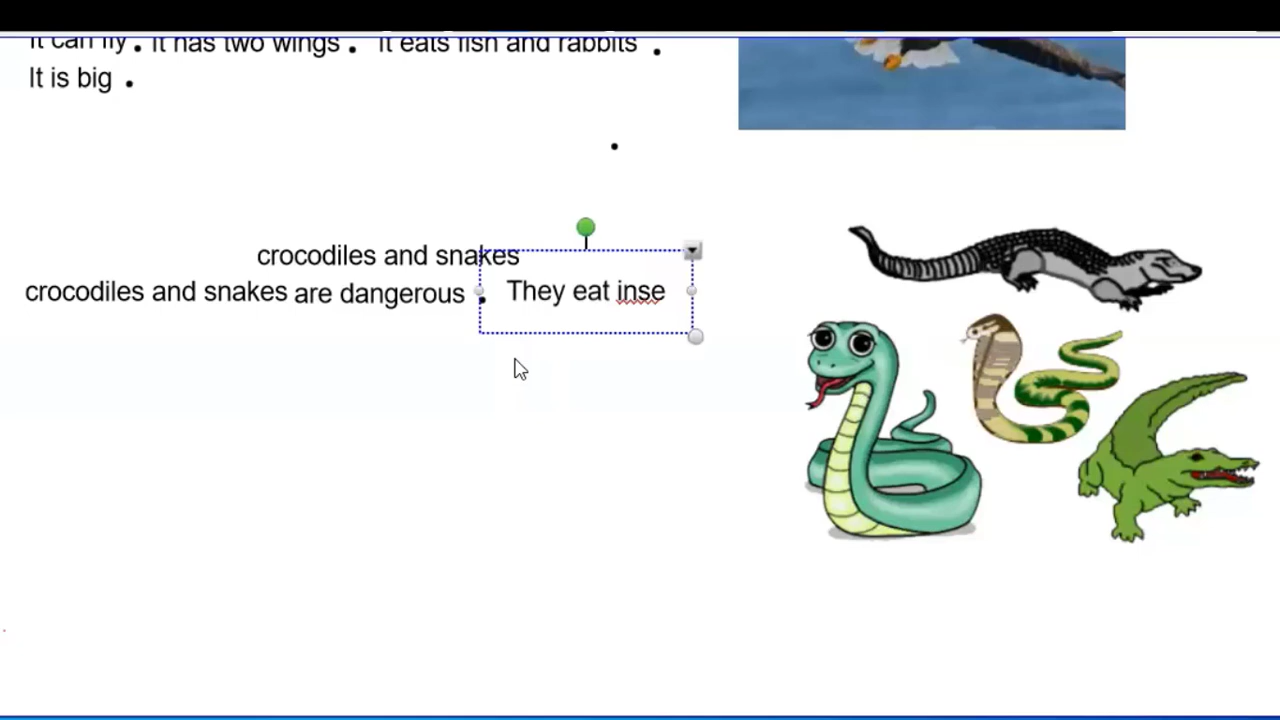 It can fly . It has two wings . It eats fish and rabbits .
It is big .
.
crocodiles and snakes
crocodiles and snakes are dangerous . They eat inse